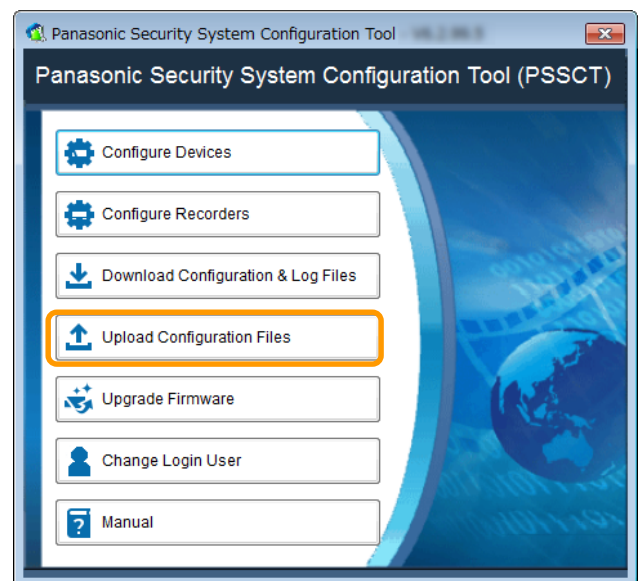 Panasonic Security System Configuration Tool
Panasonic Security System Configuration Tool (PSSCT)
Configure Devices
Configure Recorders
Download Configuration & Log Files
Upload Configuration Files
Upgrade Firmware
Change Login User
Manual